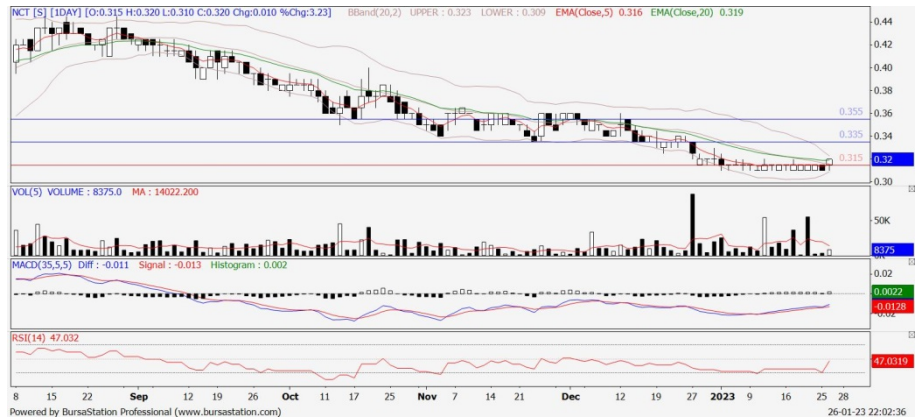 NCT [S] [1DAY] [O:0.315 H:0.320 L:0.310 C:0.320 Chg:0.010 %Chg:3.23] BBand(20,2) UPPER : 0.323 LOWER : 0.309 EMA(Close,5) 0.316 EMA(Close,20) 0.319
0.44
0.42
0.40
0.38
0.36
0.355
0.34
0.335
0.32
0.315
0.30
VOL(5) VOLUME : 8375.0 MA : 14022.200
50K
8375
0K
MACD(35,5,5) Diff : -0.011 Signal : -0.013 Histogram : 0.002
0.02
0.0022
-0.0128
-0.02
RSI(14) 47.032
47.0319
8 15 22 Sep 12 19 26 Oct 10 17 24 Nov 7 14 21 Dec 12 19 27 2023 9 16 25 28
Powered by BursaStation Professional (www.bursastation.com) 26-01-23 22:02:36